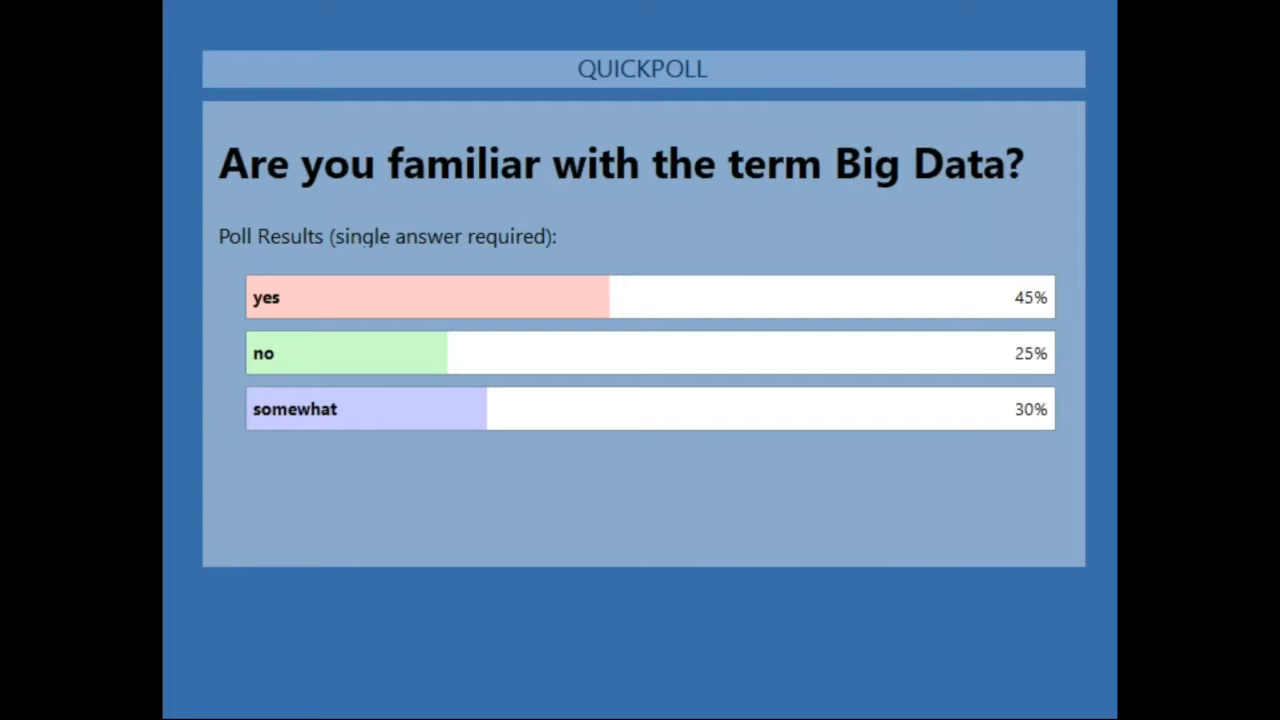 QUICKPOLL
Are you familiar with the term Big Data?
Poll Results (single answer required):
yes 45%
no 25%
somewhat 30%